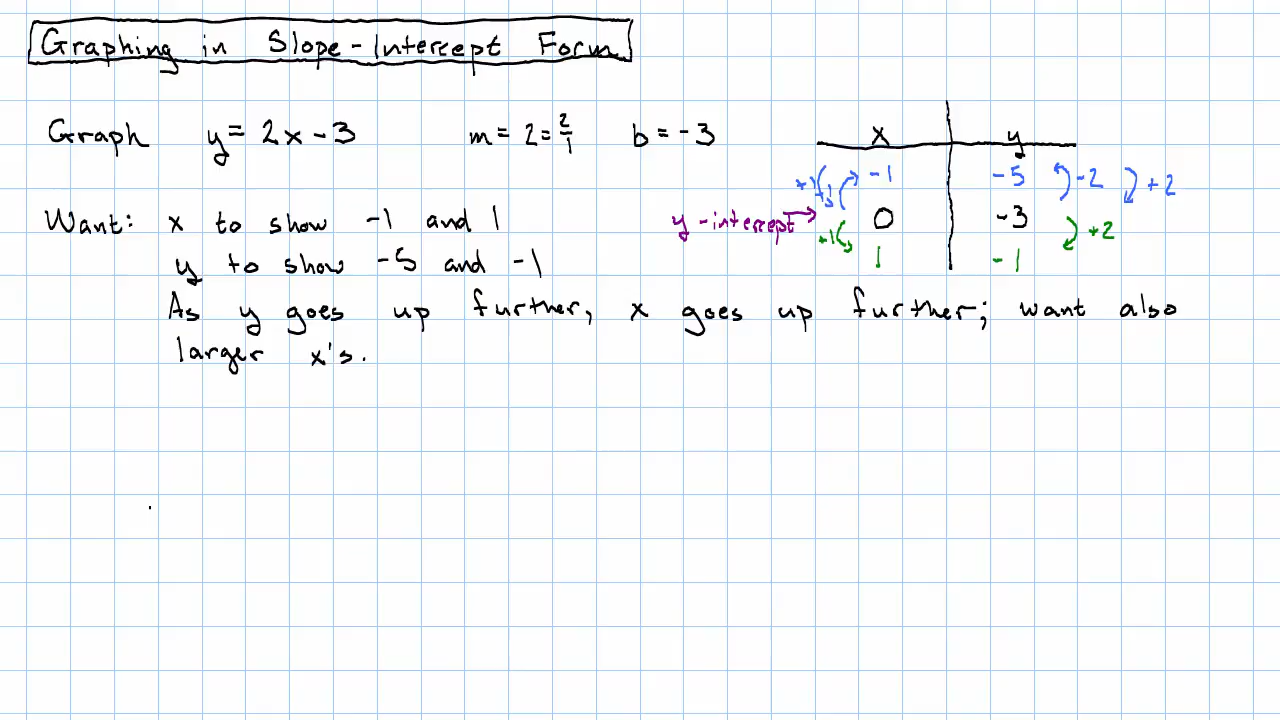 Graphing in Slope-Intercept Form
Graph y = 2x - 3 m = 2 = 2/1 b = -3
x y
+1 -1 -5 -2 +2
y-intercept → 0 -3
+1 +2
1 -1
Want: x to show -1 and 1
y to show -5 and -1
As y goes up further, x goes up further; want also
larger x's.